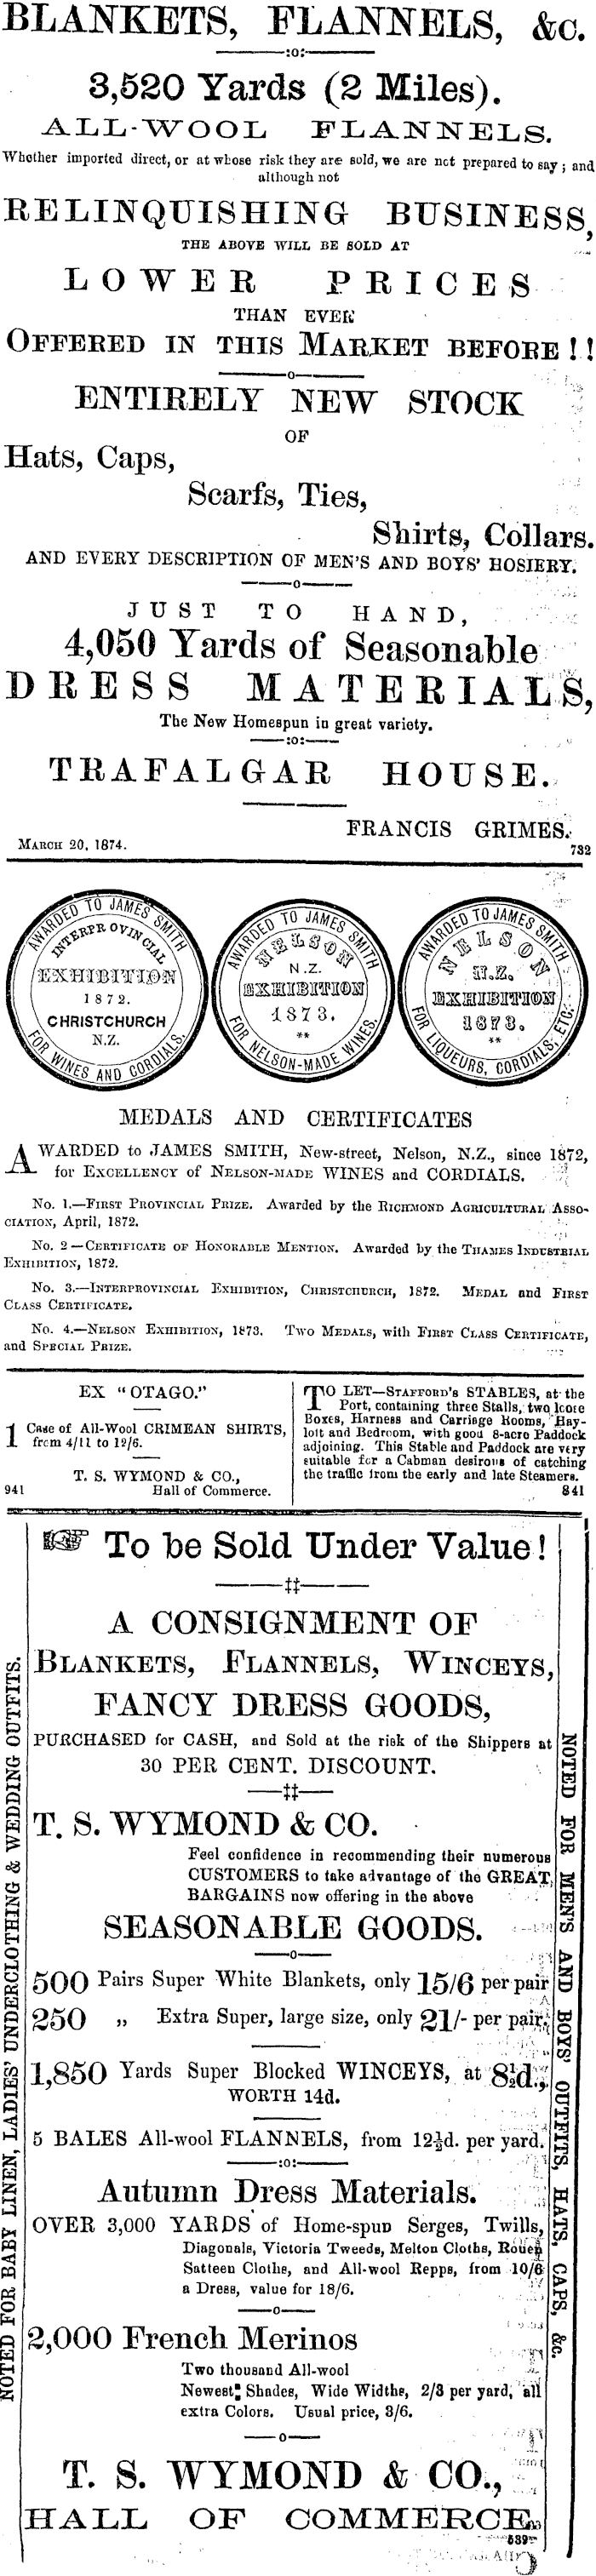 BLANKETS, FLANNELS, &c.
:o:
3,520 Yards (2 Miles).
ALL-WOOL FLANNELS.
Whether imported direct, or at whose risk they are sold, we are not prepared to say; and
although not
RELINQUISHING BUSINESS,
THE ABOVE WILL BE SOLD AT
LOWER PRICES
THAN EVER
OFFERED IN THIS MARKET BEFORE!!
o
ENTIRELY NEW STOCK
OF
Hats, Caps,
Scarfs, Ties,
Shirts, Collars.
AND EVERY DESCRIPTION OF MEN'S AND BOYS' HOSIERY.
o
JUST TO HAND,
4,050 Yards of Seasonable
DRESS MATERIALS,
The New Homespun in great variety.
:o:
TRAFALGAR HOUSE.
FRANCIS GRIMES.
MARCH 20, 1874.
732
AWARDED TO JAMES SMITH
INTERPROVINCIAL
EXHIBITION
1872.
CHRISTCHURCH
N.Z.
FOR WINES AND CORDIALS.
AWARDED TO JAMES SMITH
NELSON
N.Z.
EXHIBITION
1873.
**
FOR NELSON-MADE WINES.
AWARDED TO JAMES SMITH
NELSON
N.Z.
EXHIBITION
1873.
**
FOR LIQUEURS, CORDIALS, ETC.
MEDALS AND CERTIFICATES
AWARDED to JAMES SMITH, New-street, Nelson, N.Z., since 1872,
for EXCELLENCY of NELSON-MADE WINES and CORDIALS.
No. 1.—FIRST PROVINCIAL PRIZE. Awarded by the RICHMOND AGRICULTURAL ASSO-
CIATION, April, 1872.
No. 2—CERTIFICATE OF HONORABLE MENTION. Awarded by the THAMES INDUSTRIAL
EXHIBITION, 1872.
No. 3.—INTERPROVINCIAL EXHIBITION, CHRISTCHURCH, 1872. MEDAL AND FIRST
CLASS CERTIFICATE.
No. 4.—NELSON EXHIBITION, 1873. Two MEDALS, with FIRST CLASS CERTIFICATE,
and SPECIAL PRIZE.
EX "OTAGO."
1 Case of All-Wool CRIMEAN SHIRTS,
from 4/11 to 12/6.
T. S. WYMOND & CO.,
941 Hall of Commerce.
TO LET—STAFFORD'S STABLES, at the
Port, containing three Stalls, two loose
Boxes, Harness and Carriage Rooms, Hay-
loft and Bedroom, with good 8-acre Paddock
adjoining. This Stable and Paddock are very
suitable for a Cabman desirous of catching
the traffic from the early and late Steamers.
841
NOTED FOR BABY LINEN, LADIES' UNDERCLOTHING & WEDDING OUTFITS.
☞ To be Sold Under Value!
‡‡
A CONSIGNMENT OF
BLANKETS, FLANNELS, WINCEYS,
FANCY DRESS GOODS,
PURCHASED for CASH, and Sold at the risk of the Shippers at
30 PER CENT. DISCOUNT.
‡‡
T. S. WYMOND & CO.
Feel confidence in recommending their numerous
CUSTOMERS to take advantage of the GREAT
BARGAINS now offering in the above
SEASONABLE GOODS.
o
500 Pairs Super White Blankets, only 15/6 per pair
250 „ Extra Super, large size, only 21/- per pair.
1,850 Yards Super Blocked WINCEYS, at 8½d.,
WORTH 14d.
5 BALES All-wool FLANNELS, from 12½d. per yard.
:o:
Autumn Dress Materials.
OVER 3,000 YARDS of Home-spun Serges, Twills,
Diagonals, Victoria Tweeds, Melton Cloths, Rouen
Satteen Cloths, and All-wool Repps, from 10/6
a Dress, value for 18/6.
o
2,000 French Merinos
Two thousand All-wool
Newest Shades, Wide Widths, 2/3 per yard, all
extra Colors. Usual price, 3/6.
o
T. S. WYMOND & CO.,
HALL OF COMMERCE.
539
NOTED FOR MEN'S AND BOYS' OUTFITS, HATS, CAPS, &c.